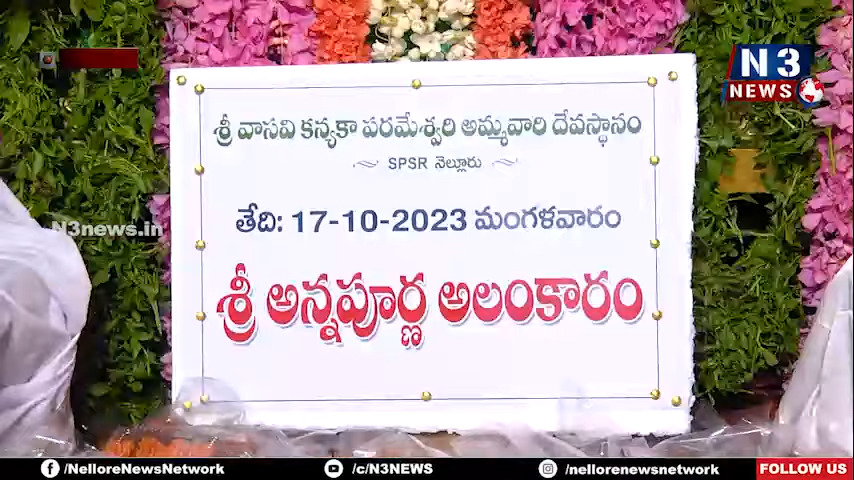 N3
NEWS
శ్రీ వాసవి కన్యకా పరమేశ్వరి అమ్మవారి దేవస్థానం
SPSR నెల్లూరు
తేది: 17-10-2023 మంగళవారం
N3news.in
శ్రీ అన్నపూర్ణ అలంకారం
/NelloreNewsNetwork
/c/N3NEWS
/nellorenewsnetwork
FOLLOW US